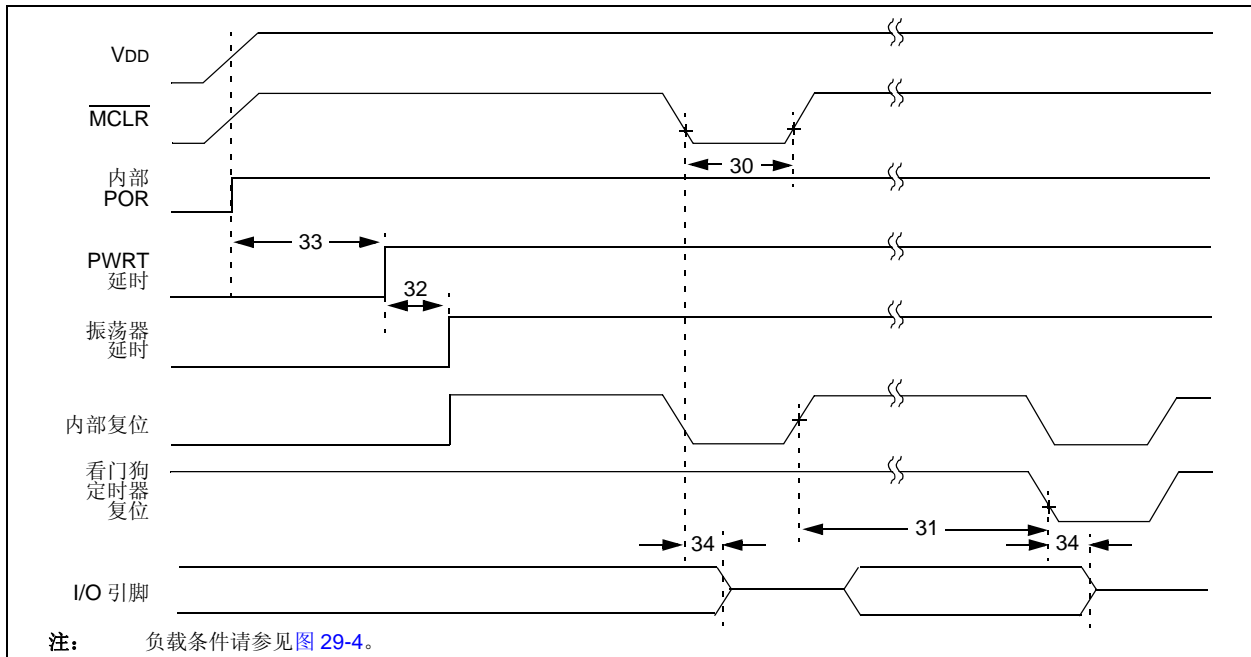 VDD
MCLR
30
内部
POR
33
PWRT
延时
32
振荡器
延时
内部复位
看门狗
定时器
复位
31
34
34
I/O 引脚
注： 负载条件请参见图 29-4。